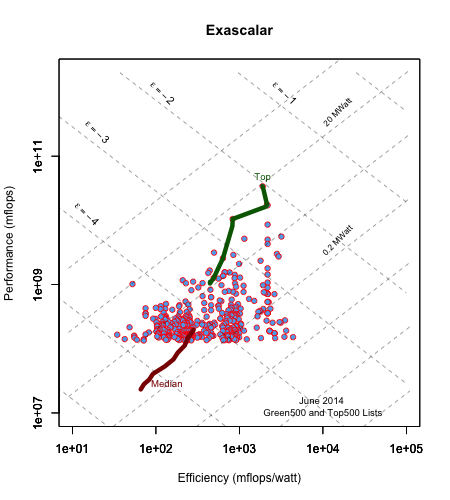 Exascalar
ε = - 2
ε = - 1
20 MWatt
ε = - 3
1e+11
Top
ε = - 4
0.2 MWatt
Performance (mflops)
1e+09
Median
June 2014
Green500 and Top500 Lists
1e+07
1e+01 1e+02 1e+03 1e+04 1e+05
Efficiency (mflops/watt)